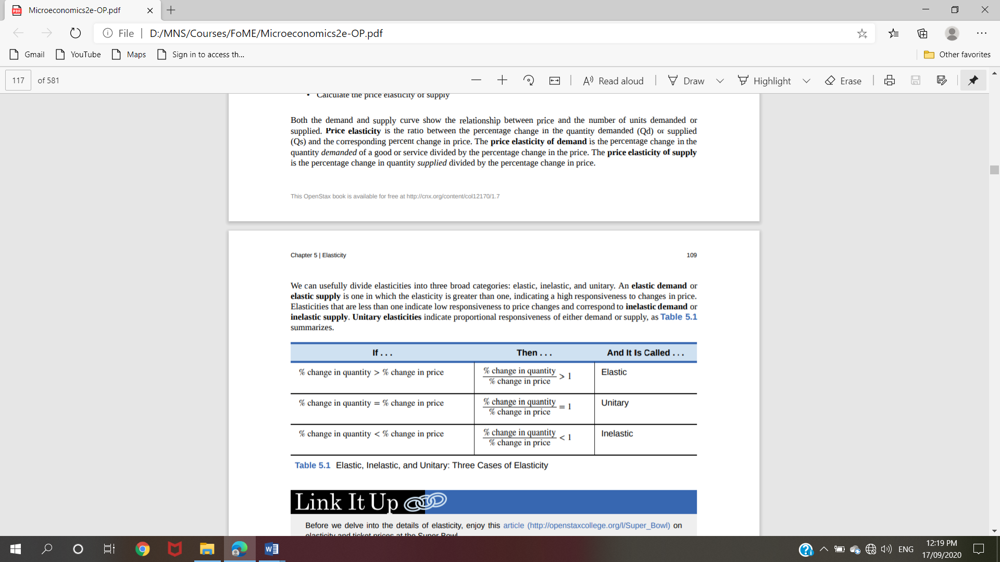 Microeconomics2e-OP.pdf
File | D:/MNS/Courses/FoME/Microeconomics2e-OP.pdf
Gmail YouTube Maps Sign in to access th... Other favorites
117 of 581 Read aloud Draw Highlight Erase
• Calculate the price elasticity of supply
Both the demand and supply curve show the relationship between price and the number of units demanded or
supplied. Price elasticity is the ratio between the percentage change in the quantity demanded (Qd) or supplied
(Qs) and the corresponding percent change in price. The price elasticity of demand is the percentage change in the
quantity demanded of a good or service divided by the percentage change in the price. The price elasticity of supply
is the percentage change in quantity supplied divided by the percentage change in price.
This OpenStax book is available for free at http://cnx.org/content/col12170/1.7
Chapter 5 | Elasticity 109
We can usefully divide elasticities into three broad categories: elastic, inelastic, and unitary. An elastic demand or
elastic supply is one in which the elasticity is greater than one, indicating a high responsiveness to changes in price.
Elasticities that are less than one indicate low responsiveness to price changes and correspond to inelastic demand or
inelastic supply. Unitary elasticities indicate proportional responsiveness of either demand or supply, as Table 5.1
summarizes.
If . . . Then . . . And It Is Called . . .
% change in quantity > % change in price % change in quantity / % change in price > 1 Elastic
% change in quantity = % change in price % change in quantity / % change in price = 1 Unitary
% change in quantity < % change in price % change in quantity / % change in price < 1 Inelastic
Table 5.1 Elastic, Inelastic, and Unitary: Three Cases of Elasticity
Link It Up
Before we delve into the details of elasticity, enjoy this article (http://openstaxcollege.org/l/Super_Bowl) on
elasticity and ticket prices at the Super Bowl.
ENG 12:19 PM
17/09/2020